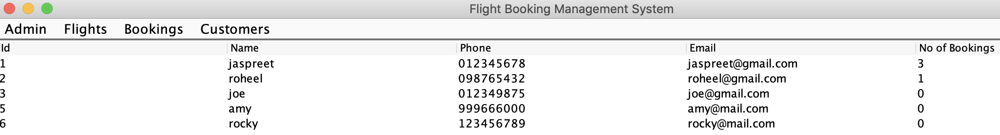 Flight Booking Management System
Admin Flights Bookings Customers
Id Name Phone Email No of Bookings
1 jaspreet 012345678 jaspreet@gmail.com 3
2 roheel 098765432 roheel@gmail.com 1
3 joe 012349875 joe@gmail.com 0
5 amy 999666000 amy@mail.com 0
6 rocky 123456789 rocky@mail.com 0